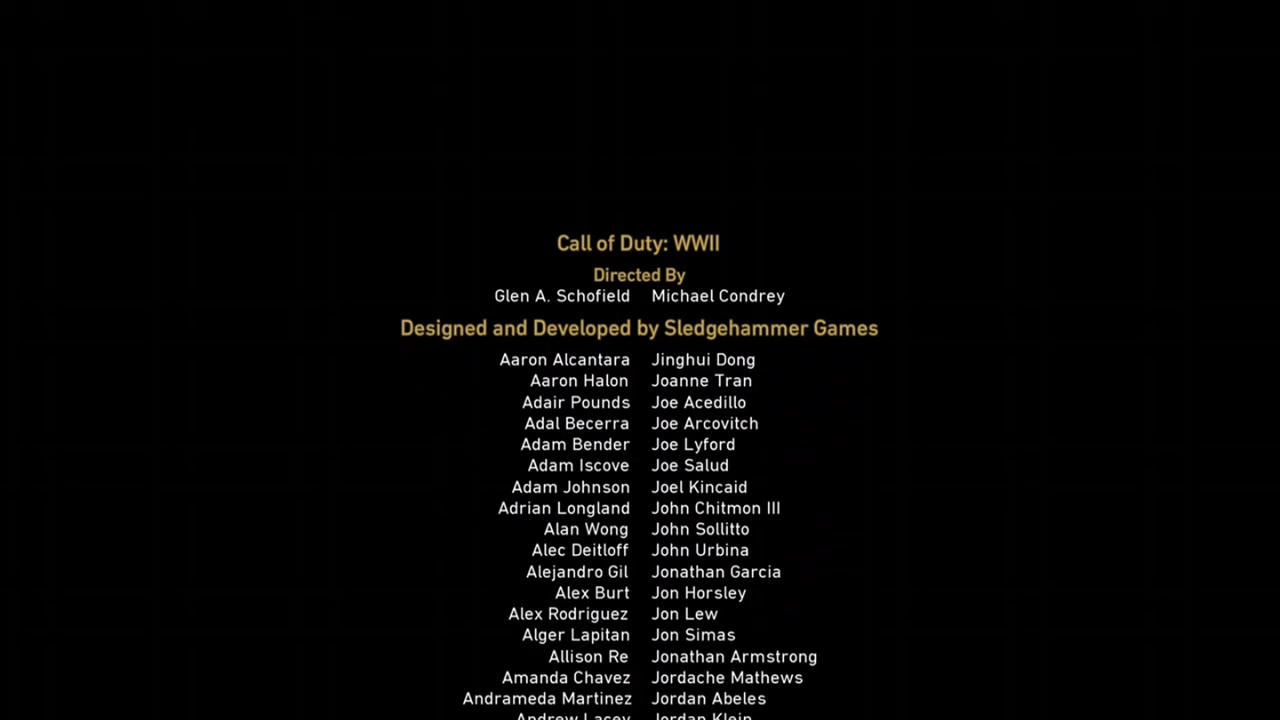 Call of Duty: WWII
Directed By
Glen A. Schofield Michael Condrey
Designed and Developed by Sledgehammer Games
Aaron Alcantara Jinghui Dong
Aaron Halon Joanne Tran
Adair Pounds Joe Acedillo
Adal Becerra Joe Arcovitch
Adam Bender Joe Lyford
Adam Iscove Joe Salud
Adam Johnson Joel Kincaid
Adrian Longland John Chitmon III
Alan Wong John Sollitto
Alec Deitloff John Urbina
Alejandro Gil Jonathan Garcia
Alex Burt Jon Horsley
Alex Rodriguez Jon Lew
Alger Lapitan Jon Simas
Allison Re Jonathan Armstrong
Amanda Chavez Jordache Mathews
Andrameda Martinez Jordan Abeles
Andrew Lacey Jordan Klein